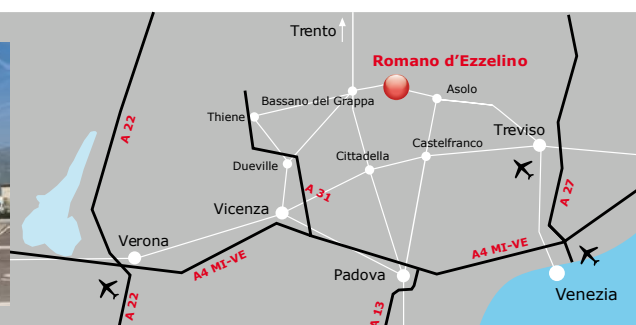 Trento
Romano d’Ezzelino
Bassano del Grappa
Asolo
Thiene
A 22
Treviso
Castelfranco
Cittadella
Dueville
A 31
A 27
Vicenza
Verona
A4 MI-VE
A4 MI-VE
Padova
Venezia
A 22
A 13